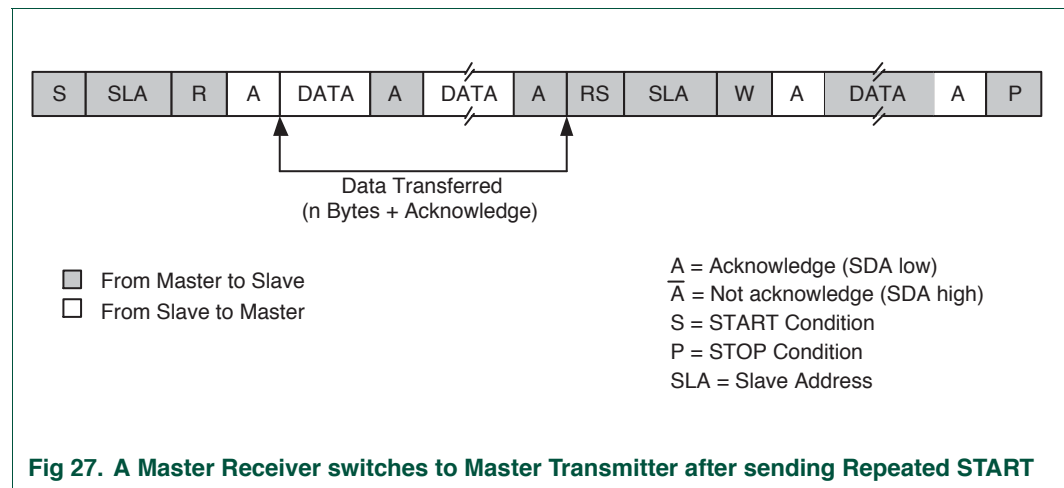 S SLA R A DATA A DATA A RS SLA W A DATA A P
Data Transferred
(n Bytes + Acknowledge)
From Master to Slave
From Slave to Master
A = Acknowledge (SDA low)
A̅ = Not acknowledge (SDA high)
S = START Condition
P = STOP Condition
SLA = Slave Address
Fig 27. A Master Receiver switches to Master Transmitter after sending Repeated START